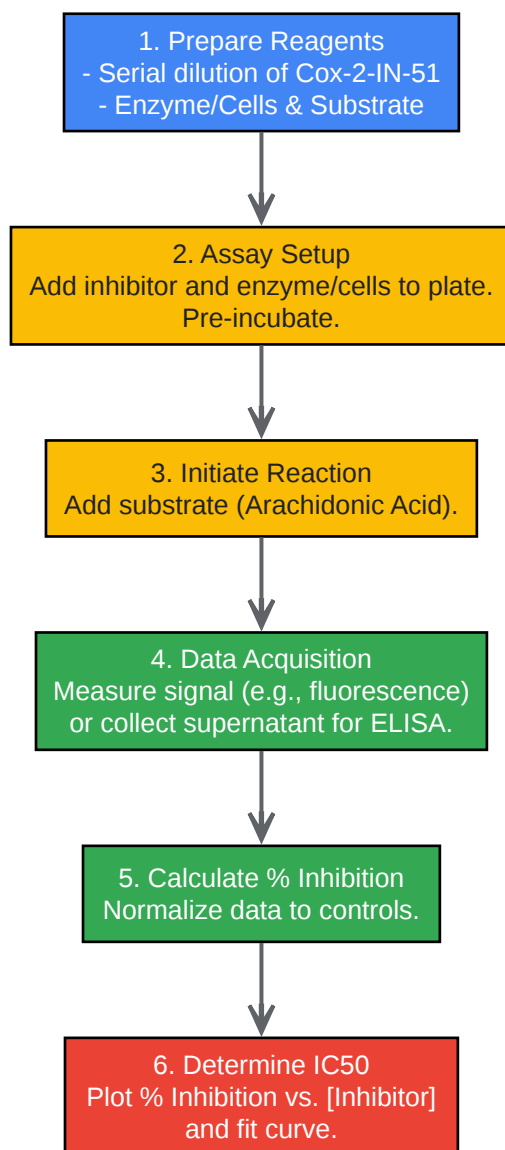 1. Prepare Reagents
- Serial dilution of Cox-2-IN-51
- Enzyme/Cells & Substrate
2. Assay Setup
Add inhibitor and enzyme/cells to plate.
Pre-incubate.
3. Initiate Reaction
Add substrate (Arachidonic Acid).
4. Data Acquisition
Measure signal (e.g., fluorescence)
or collect supernatant for ELISA.
5. Calculate % Inhibition
Normalize data to controls.
6. Determine IC50
Plot % Inhibition vs. [Inhibitor]
and fit curve.